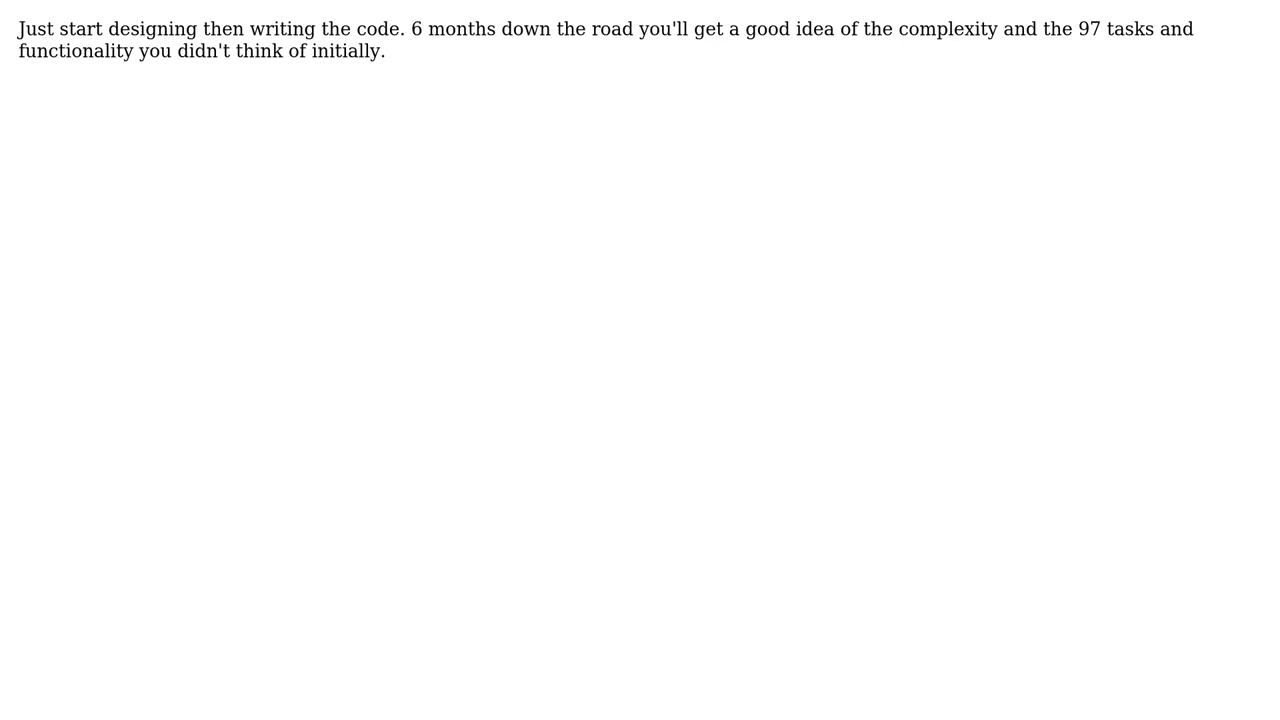 Just start designing then writing the code. 6 months down the road you'll get a good idea of the complexity and the 97 tasks and
functionality you didn't think of initially.